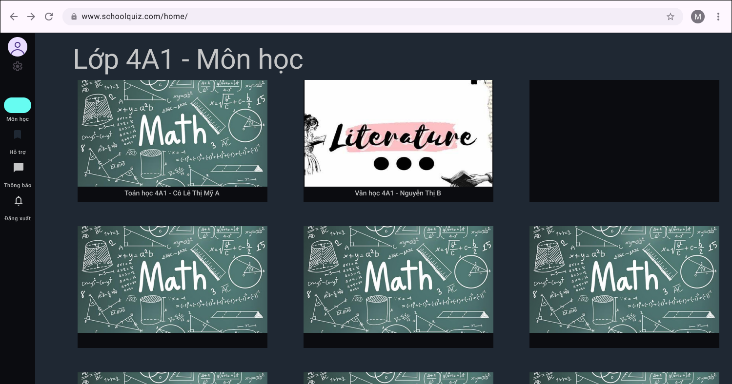 www.schoolquiz.com/home/
M
Lớp 4A1 - Môn học
Math
Literature
Toán học 4A1 - Cô Lê Thị Mỹ A
Văn học 4A1 - Nguyễn Thị B
Môn học
Hỗ trợ
Thông báo
Đăng xuất
Math
Math
Math